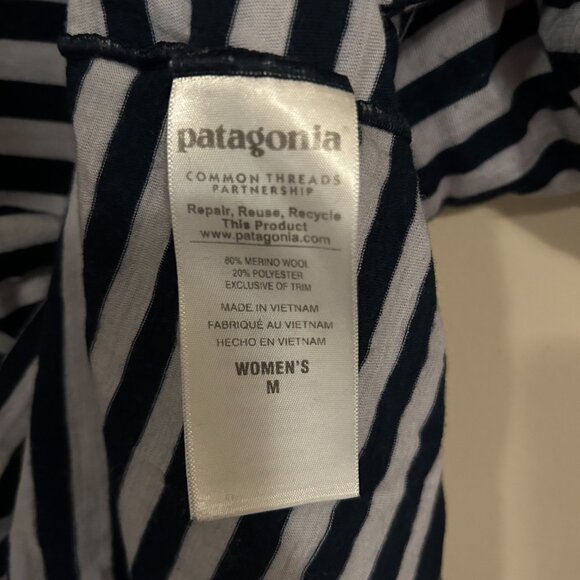 patagonia
COMMON THREADS
PARTNERSHIP
Repair, Reuse, Recycle
This Product
www.patagonia.com
80% MERINO WOOL
20% POLYESTER
EXCLUSIVE OF TRIM
MADE IN VIETNAM
FABRIQUÉ AU VIETNAM
HECHO EN VIETNAM
WOMEN'S
M